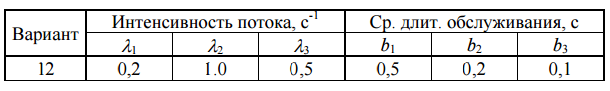 Вариант Интенсивность потока, с-1 Ср. длит. обслуживания, с
λ1 λ2 λ3 b1 b2 b3
12 0,2 1.0 0,5 0,5 0,2 0,1